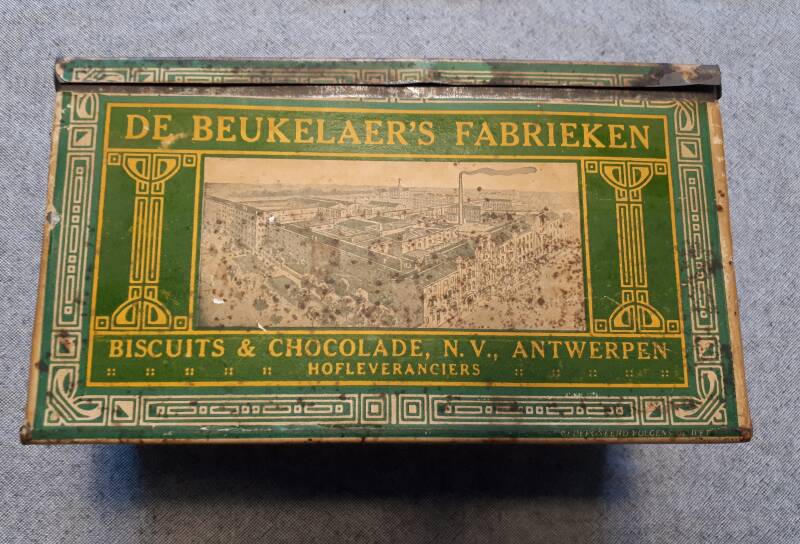 DE BEUKELAER'S FABRIEKEN
BISCUITS & CHOCOLADE, N.V., ANTWERPEN
HOFLEVERANCIERS